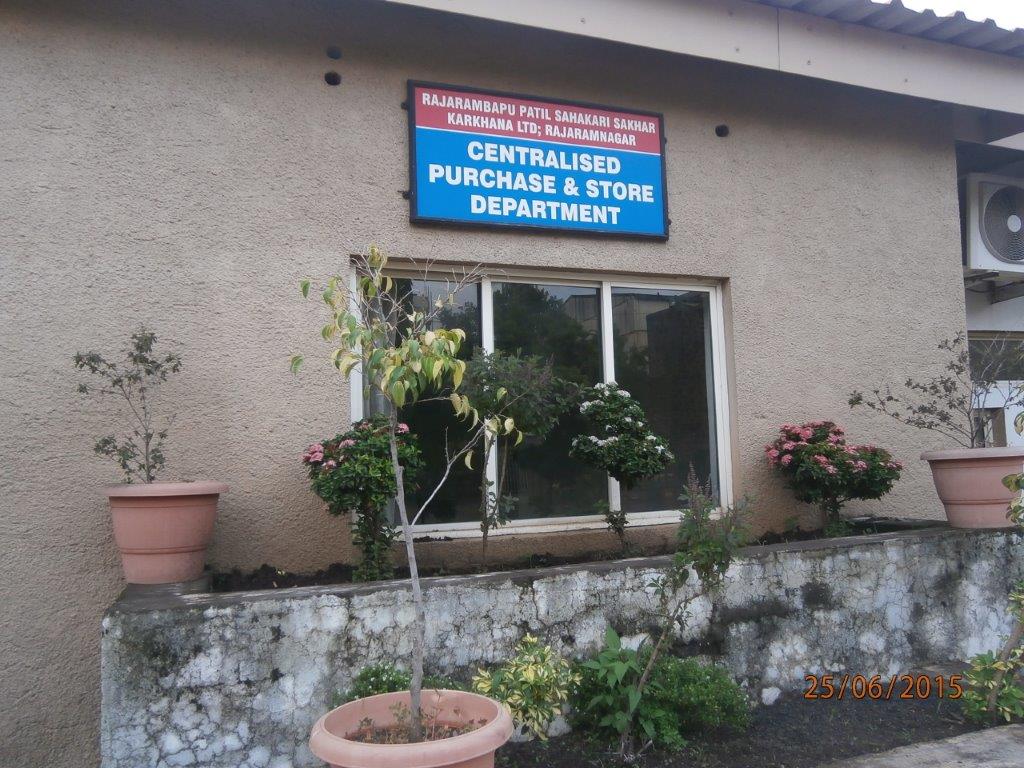 RAJARAMBAPU PATIL SAHAKARI SAKHAR
KARKHANA LTD; RAJARAMNAGAR
CENTRALISED
PURCHASE & STORE
DEPARTMENT
25/06/2015